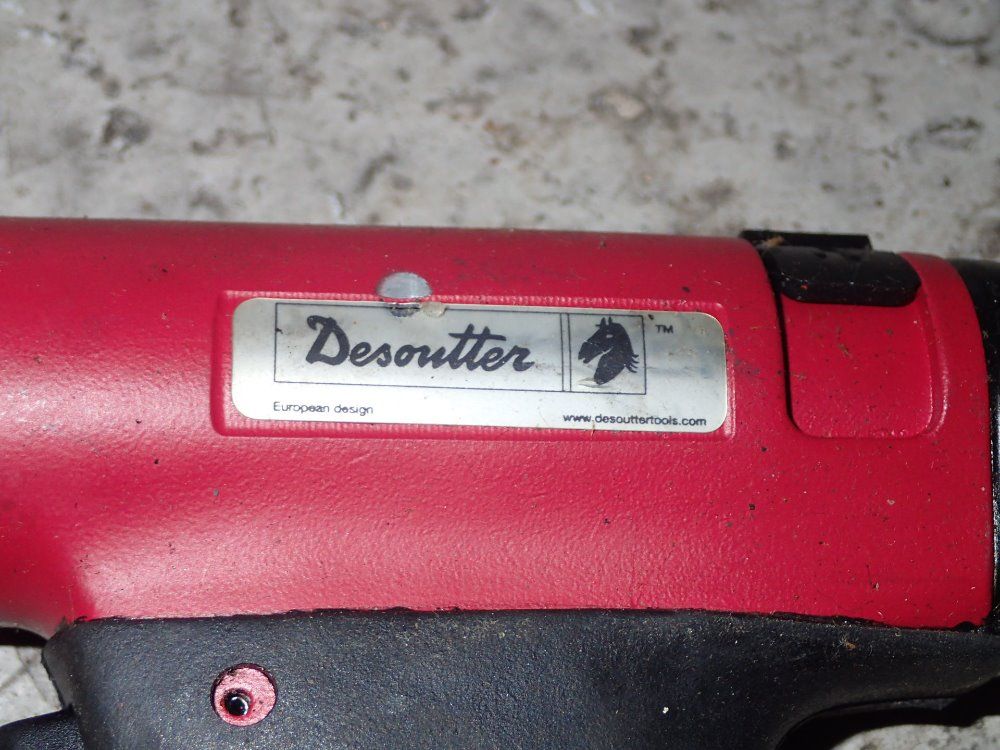 Desoutter
TM
European design
www.desouttertools.com